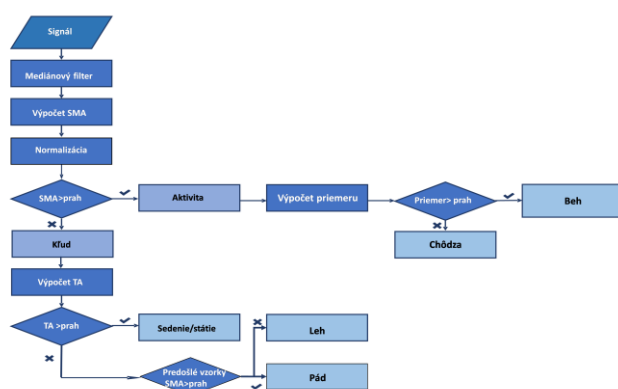 Signál
Mediánový filter
Výpočet SMA
Normalizácia
SMA>prah
Aktivita
Výpočet priemeru
Priemer> prah
Beh
Chôdza
Kľud
Výpočet TA
TA >prah
Sedenie/státie
Leh
Predošlé vzorky
SMA>prah
Pád